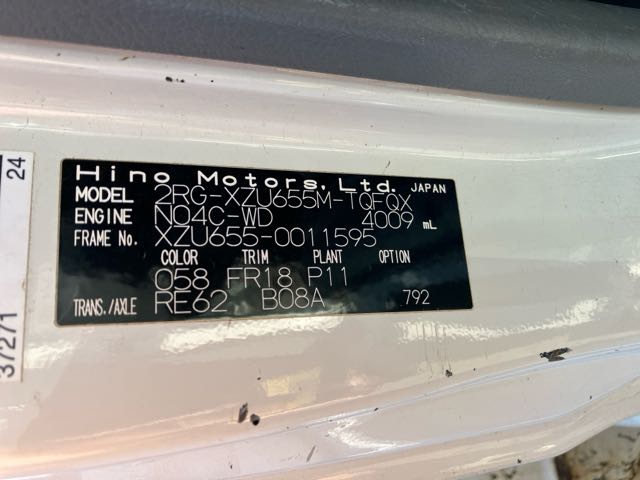 Hino Motors, Ltd. JAPAN
MODEL 2RG-XZU655M-TQFQX
ENGINE N04C-WD 4009 mL
FRAME No. XZU655-0011595
COLOR TRIM PLANT OPTION
058 FR18 P11
TRANS./AXLE RE62 B08A 792
24
37271